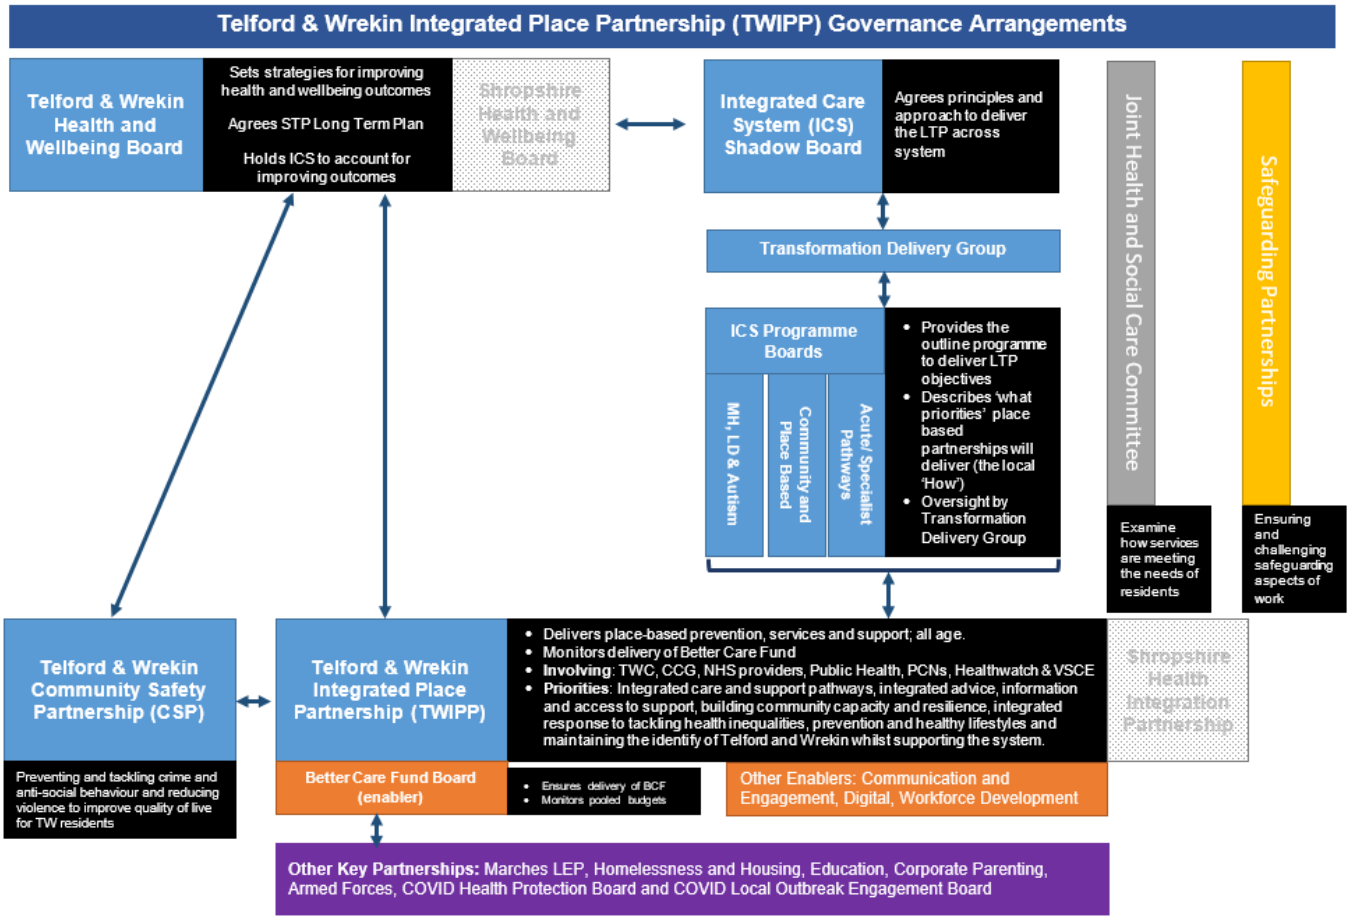 Telford & Wrekin Integrated Place Partnership (TWIPP) Governance Arrangements
Telford & Wrekin
Health and
Wellbeing Board
Sets strategies for improving
health and wellbeing outcomes
Agrees STP Long Term Plan
Holds ICS to account for
improving outcomes
Shropshire
Health and
Wellbeing
Board
Integrated Care
System (ICS)
Shadow Board
Agrees principles and
approach to deliver
the LTP across
system
Transformation Delivery Group
ICS Programme
Boards
MH, LD & Autism
Community and
Place Based
Acute/ Specialist
Pathways
• Provides the
outline programme
to deliver LTP
objectives
• Describes ‘what
priorities’ place
based
partnerships will
deliver (the local
‘How’)
• Oversight by
Transformation
Delivery Group
Joint Health and Social Care Committee
Examine
how services
are meeting
the needs of
residents
Safeguarding Partnerships
Ensuring
and
challenging
safeguarding
aspects of
work
Telford & Wrekin
Community Safety
Partnership (CSP)
Preventing and tackling crime and
anti-social behaviour and reducing
violence to improve quality of live
for TW residents
Telford & Wrekin
Integrated Place
Partnership (TWIPP)
• Delivers place-based prevention, services and support; all age.
• Monitors delivery of Better Care Fund
• Involving: TWC, CCG, NHS providers, Public Health, PCNs, Healthwatch & VSCE
• Priorities: Integrated care and support pathways, integrated advice, information
and access to support, building community capacity and resilience, integrated
response to tackling health inequalities, prevention and healthy lifestyles and
maintaining the identify of Telford and Wrekin whilst supporting the system.
Shropshire
Health
Integration
Partnership
Better Care Fund Board
(enabler)
• Ensures delivery of BCF
• Monitors pooled budgets
Other Enablers: Communication and
Engagement, Digital, Workforce Development
Other Key Partnerships: Marches LEP, Homelessness and Housing, Education, Corporate Parenting,
Armed Forces, COVID Health Protection Board and COVID Local Outbreak Engagement Board